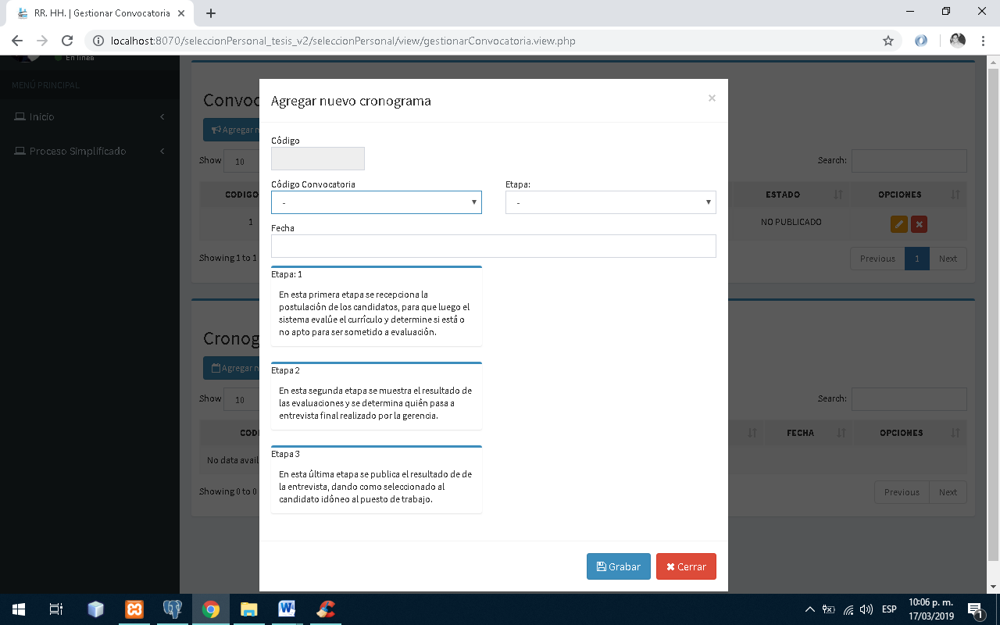 RR. HH. | Gestionar Convocatoria
localhost:8070/seleccionPersonal_tesis_v2/seleccionPersonal/view/gestionarConvocatoria.view.php
En línea
MENÚ PRINCIPAL
Inicio
Proceso Simplificado
Convoc
Agregar n
Show 10
Search:
CODIGO
ESTADO
OPCIONES
1
NO PUBLICADO
Showing 1 to 1
Previous 1 Next
Cronog
Agregar n
Show 10
Search:
CODI
FECHA
OPCIONES
No data avail
Showing 0 to 0
Previous Next
Agregar nuevo cronograma
×
Código
Código Convocatoria
Etapa:
-
-
Fecha
Etapa: 1
En esta primera etapa se recepciona la
postulación de los candidatos, para que luego el
sistema evalúe el currículo y determine si está o
no apto para ser sometido a evaluación.
Etapa 2
En esta segunda etapa se muestra el resultado de
las evaluaciones y se determina quién pasa a
entrevista final realizado por la gerencia.
Etapa 3
En esta última etapa se publica el resultado de de
la entrevista, dando como seleccionado al
candidato idóneo al puesto de trabajo.
Grabar
Cerrar
ESP
10:06 p. m.
17/03/2019
1